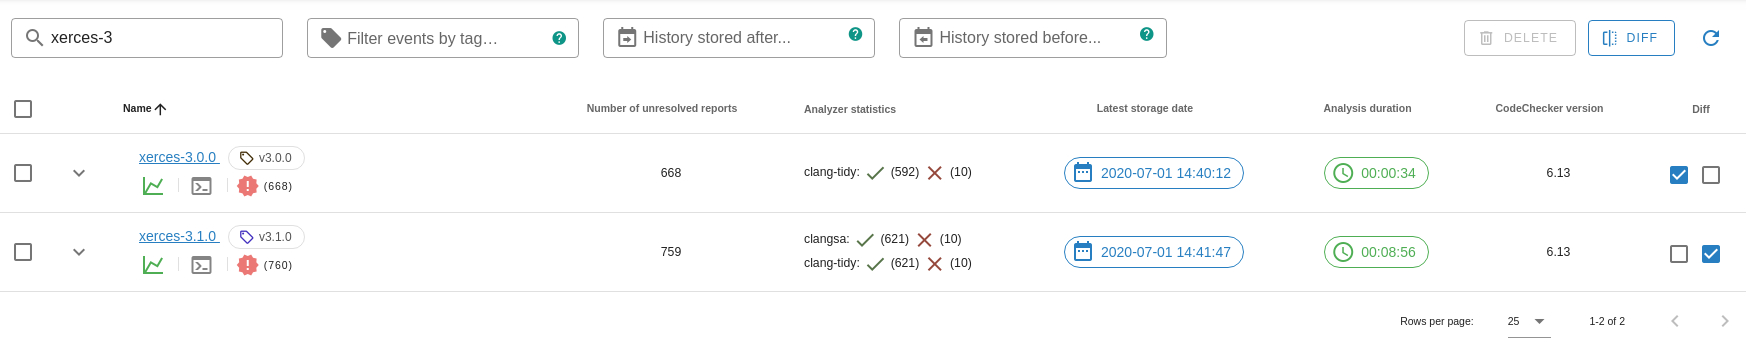 xerces-3
Filter events by tag…
?
History stored after...
?
History stored before...
?
DELETE
DIFF
Name
Number of unresolved reports
Analyzer statistics
Latest storage date
Analysis duration
CodeChecker version
Diff
xerces-3.0.0
v3.0.0
(668)
668
clang-tidy: (592) (10)
2020-07-01 14:40:12
00:00:34
6.13
xerces-3.1.0
v3.1.0
(760)
759
clangsa: (621) (10)
clang-tidy: (621) (10)
2020-07-01 14:41:47
00:08:56
6.13
Rows per page:
25
1-2 of 2